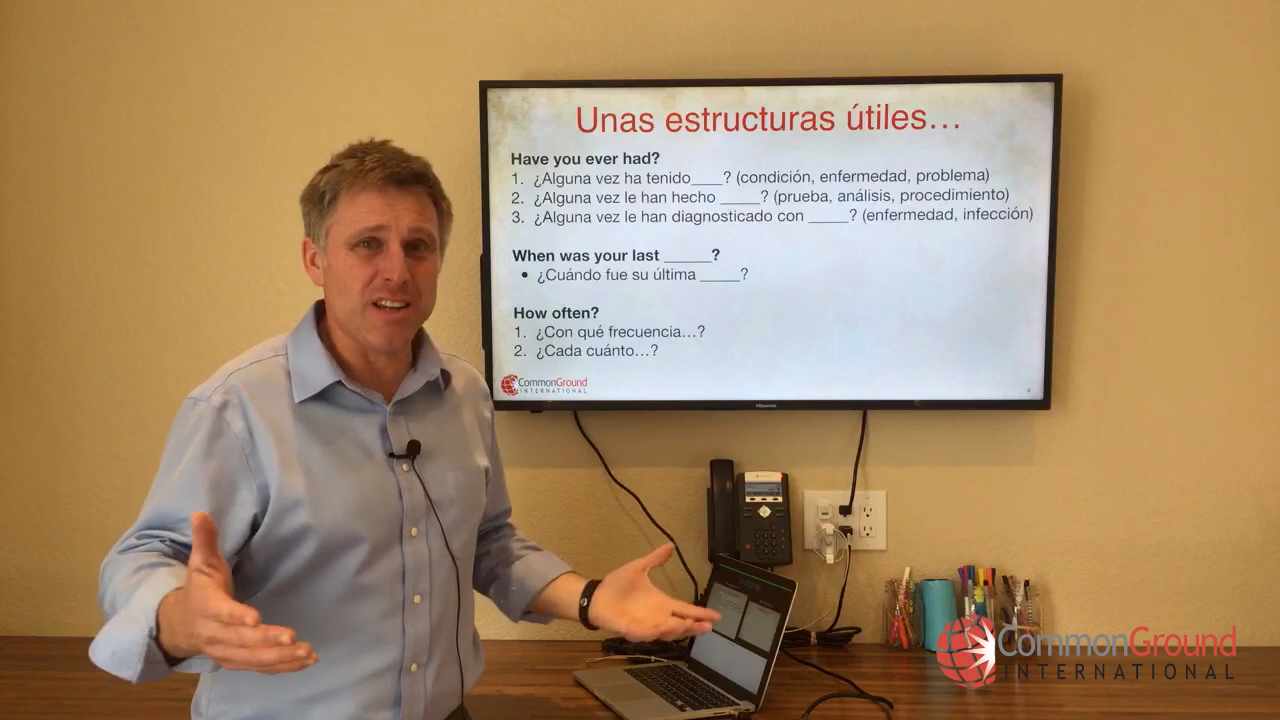 Unas estructuras útiles…
Have you ever had?
1. ¿Alguna vez ha tenido____? (condición, enfermedad, problema)
2. ¿Alguna vez le han hecho _____? (prueba, análisis, procedimiento)
3. ¿Alguna vez le han diagnosticado con _____? (enfermedad, infección)
When was your last ______?
• ¿Cuándo fue su última _____?
How often?
1. ¿Con qué frecuencia…?
2. ¿Cada cuánto…?
CommonGround
INTERNATIONAL
4
Hisense
CommonGround
INTERNATIONAL